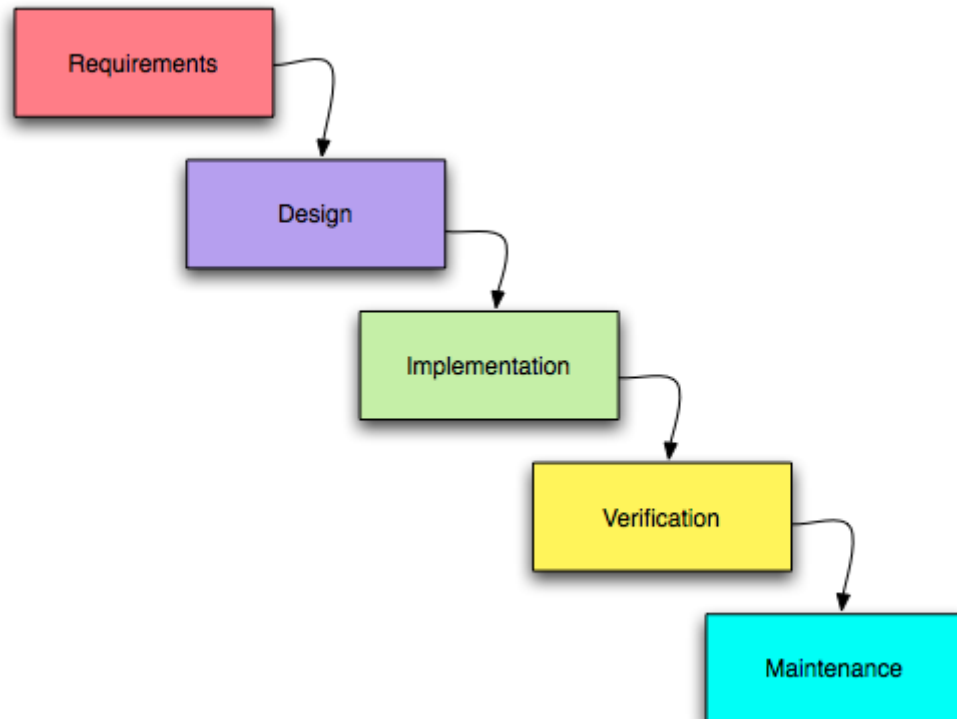 Requirements
Design
Implementation
Verification
Maintenance